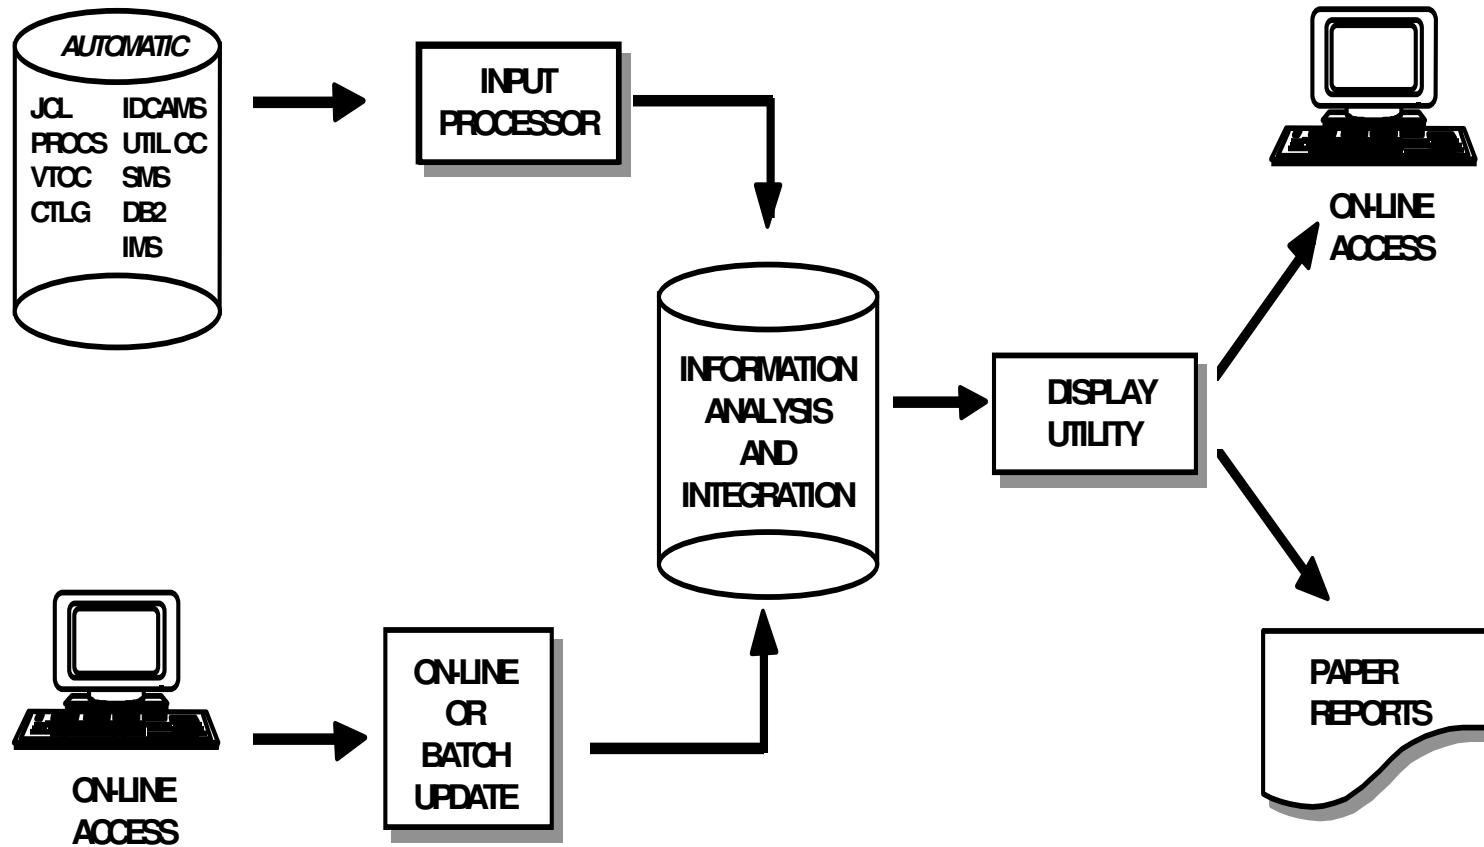 AUTOMATIC
JCL IDCAMS
PROCS UTIL CC
VTOC SMS
CTLG DB2
IMS
INPUT
PROCESSOR
ON-LINE
ACCESS
INFORMATION
ANALYSIS
AND
INTEGRATION
DISPLAY
UTILITY
ON-LINE
OR
BATCH
UPDATE
ON-LINE
ACCESS
PAPER
REPORTS